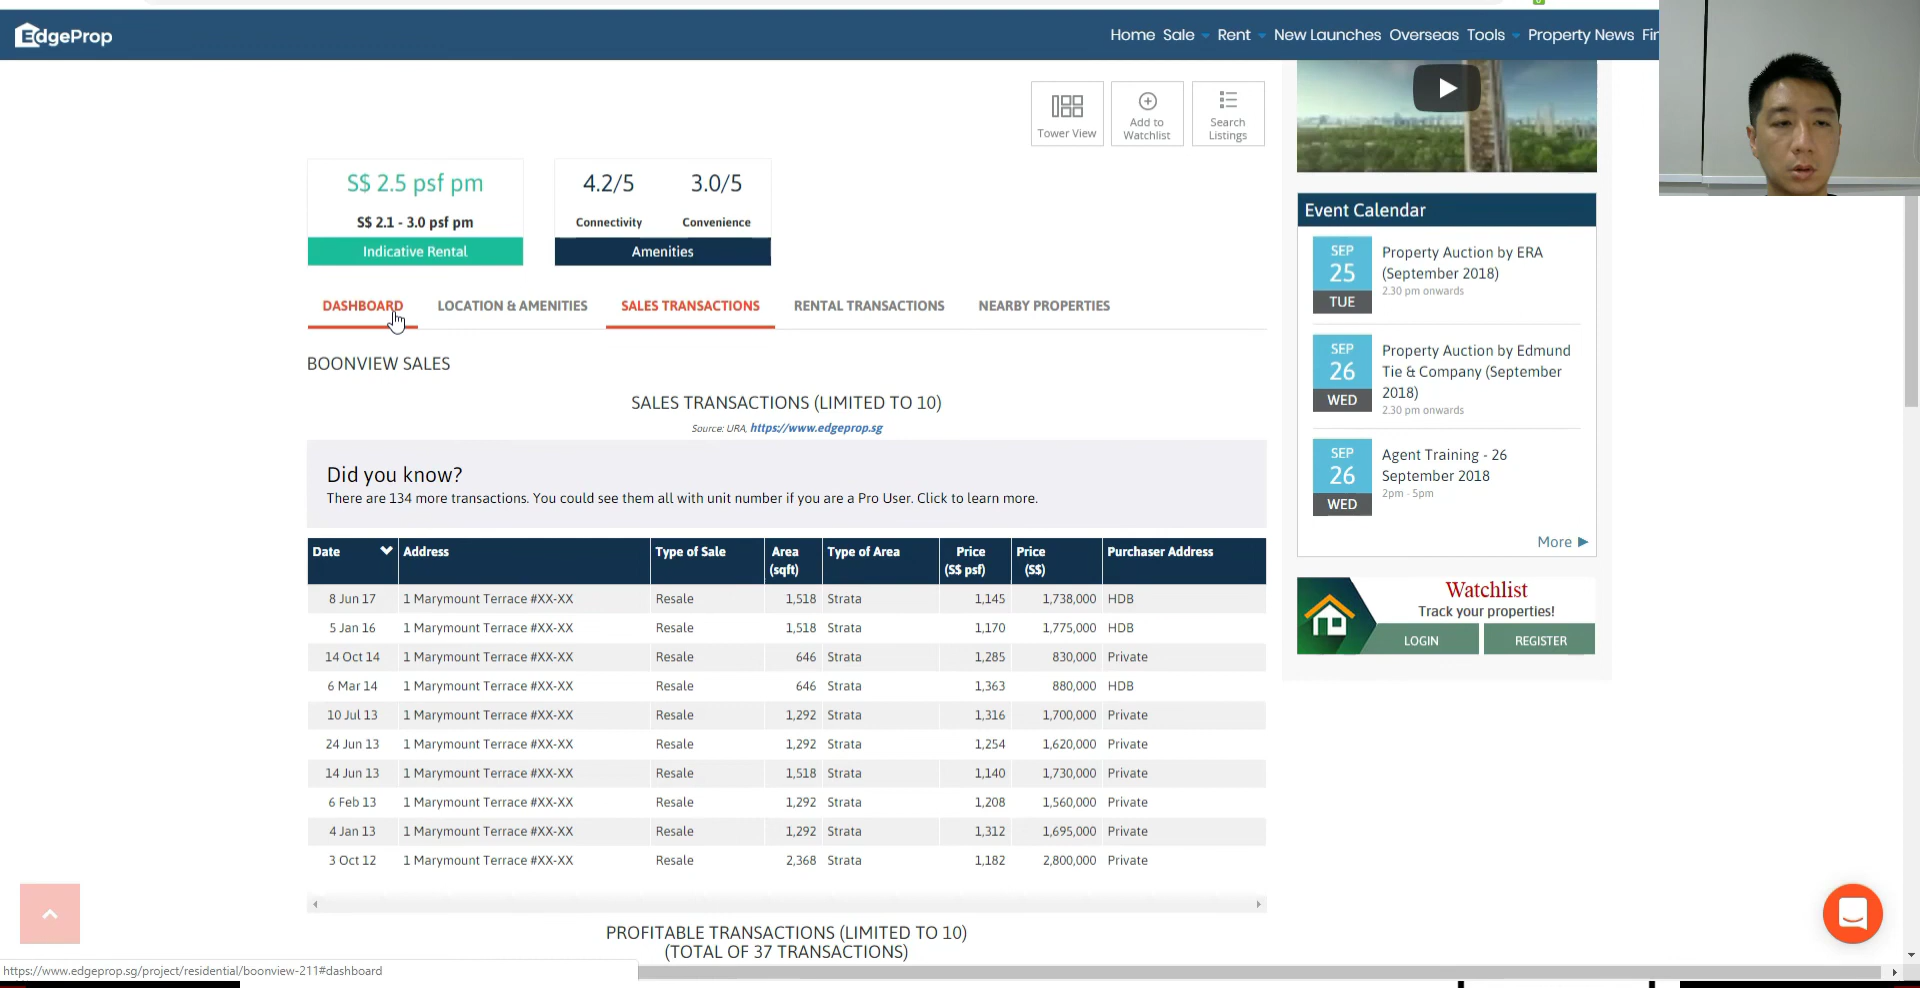 EdgeProp
Home Sale Rent New Launches Overseas Tools Property News Fin
Tower View
Add to
Watchlist
Search
Listings
S$ 2.5 psf pm
S$ 2.1 - 3.0 psf pm
Indicative Rental
4.2/5 3.0/5
Connectivity Convenience
Amenities
DASHBOARD LOCATION & AMENITIES SALES TRANSACTIONS RENTAL TRANSACTIONS NEARBY PROPERTIES
BOONVIEW SALES
SALES TRANSACTIONS (LIMITED TO 10)
Source: URA, https://www.edgeprop.sg
Did you know?
There are 134 more transactions. You could see them all with unit number if you are a Pro User. Click to learn more.
Date Address Type of Sale Area (sqft) Type of Area Price (S$ psf) Price (S$) Purchaser Address
8 Jun 17 1 Marymount Terrace #XX-XX Resale 1,518 Strata 1,145 1,738,000 HDB
5 Jan 16 1 Marymount Terrace #XX-XX Resale 1,518 Strata 1,170 1,775,000 HDB
14 Oct 14 1 Marymount Terrace #XX-XX Resale 646 Strata 1,285 830,000 Private
6 Mar 14 1 Marymount Terrace #XX-XX Resale 646 Strata 1,363 880,000 HDB
10 Jul 13 1 Marymount Terrace #XX-XX Resale 1,292 Strata 1,316 1,700,000 Private
24 Jun 13 1 Marymount Terrace #XX-XX Resale 1,292 Strata 1,254 1,620,000 Private
14 Jun 13 1 Marymount Terrace #XX-XX Resale 1,518 Strata 1,140 1,730,000 Private
6 Feb 13 1 Marymount Terrace #XX-XX Resale 1,292 Strata 1,208 1,560,000 Private
4 Jan 13 1 Marymount Terrace #XX-XX Resale 1,292 Strata 1,312 1,695,000 Private
3 Oct 12 1 Marymount Terrace #XX-XX Resale 2,368 Strata 1,182 2,800,000 Private
PROFITABLE TRANSACTIONS (LIMITED TO 10)
(TOTAL OF 37 TRANSACTIONS)
Event Calendar
SEP
25
TUE
Property Auction by ERA
(September 2018)
2.30 pm onwards
SEP
26
WED
Property Auction by Edmund
Tie & Company (September
2018)
2.30 pm onwards
SEP
26
WED
Agent Training - 26
September 2018
2pm - 5pm
More
Watchlist
Track your properties!
LOGIN REGISTER
https://www.edgeprop.sg/project/residential/boonview-211#dashboard